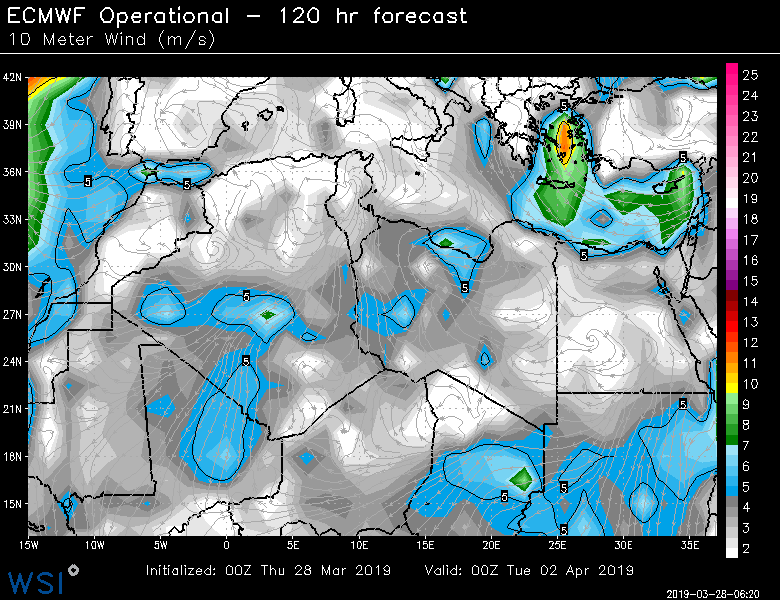 ECMWF Operational – 120 hr forecast
10 Meter Wind (m/s)
42N
39N
36N
33N
30N
27N
24N
21N
18N
15N
15W 10W 5W 0 5E 10E 15E 20E 25E 30E 35E
5
5
5
5
5
5
5
5
5
5
5
5
5
25
24
23
22
21
20
19
18
17
16
15
14
13
12
11
10
9
8
7
6
5
4
3
2
WSI
Initialized: 00Z Thu 28 Mar 2019 Valid: 00Z Tue 02 Apr 2019
2019-03-28-06:20